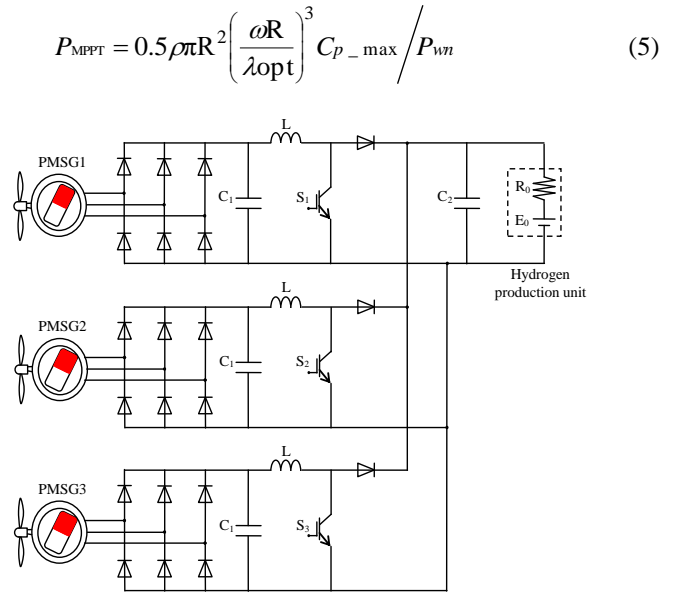 P_MPPT = 0.5ρπR²(ωR/λopt)³ C_p_max / P_wn (5)
L
PMSG1
C₁
S₁
C₂
R₀
E₀
Hydrogen
production unit
L
PMSG2
C₁
S₂
L
PMSG3
C₁
S₃